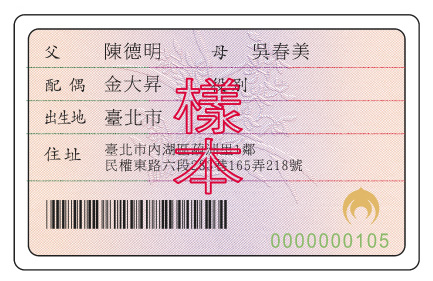 父 陳德明 母 吳春美
配偶 金大昇 役別
出生地 臺北市
住址 臺北市內湖區
民權東路六段 165弄218號
樣本
0000000105